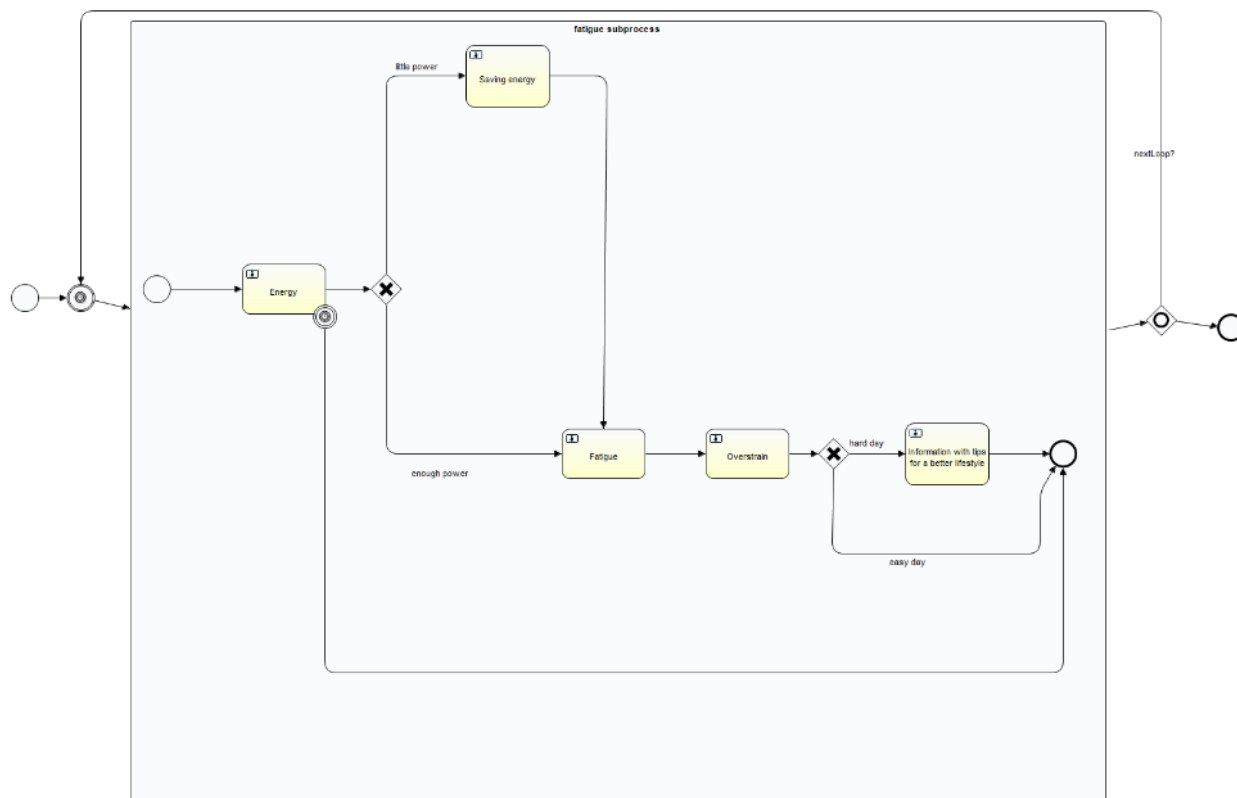 fatigue subprocess
little power
Saving energy
nextLoop?
Energy
enough power
Fatigue
Overstrain
hard day
Information with tips
for a better lifestyle
easy day